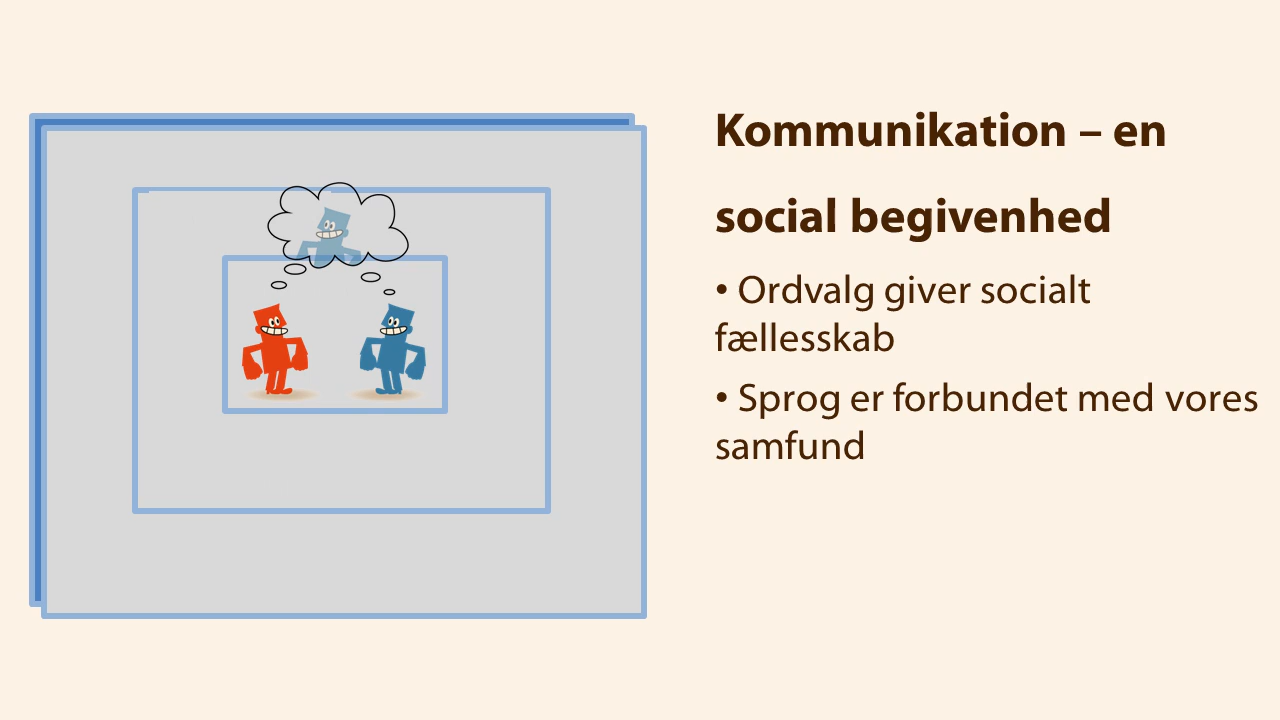 Kommunikation – en
social begivenhed
• Ordvalg giver socialt
fællesskab
• Sprog er forbundet med vores
samfund